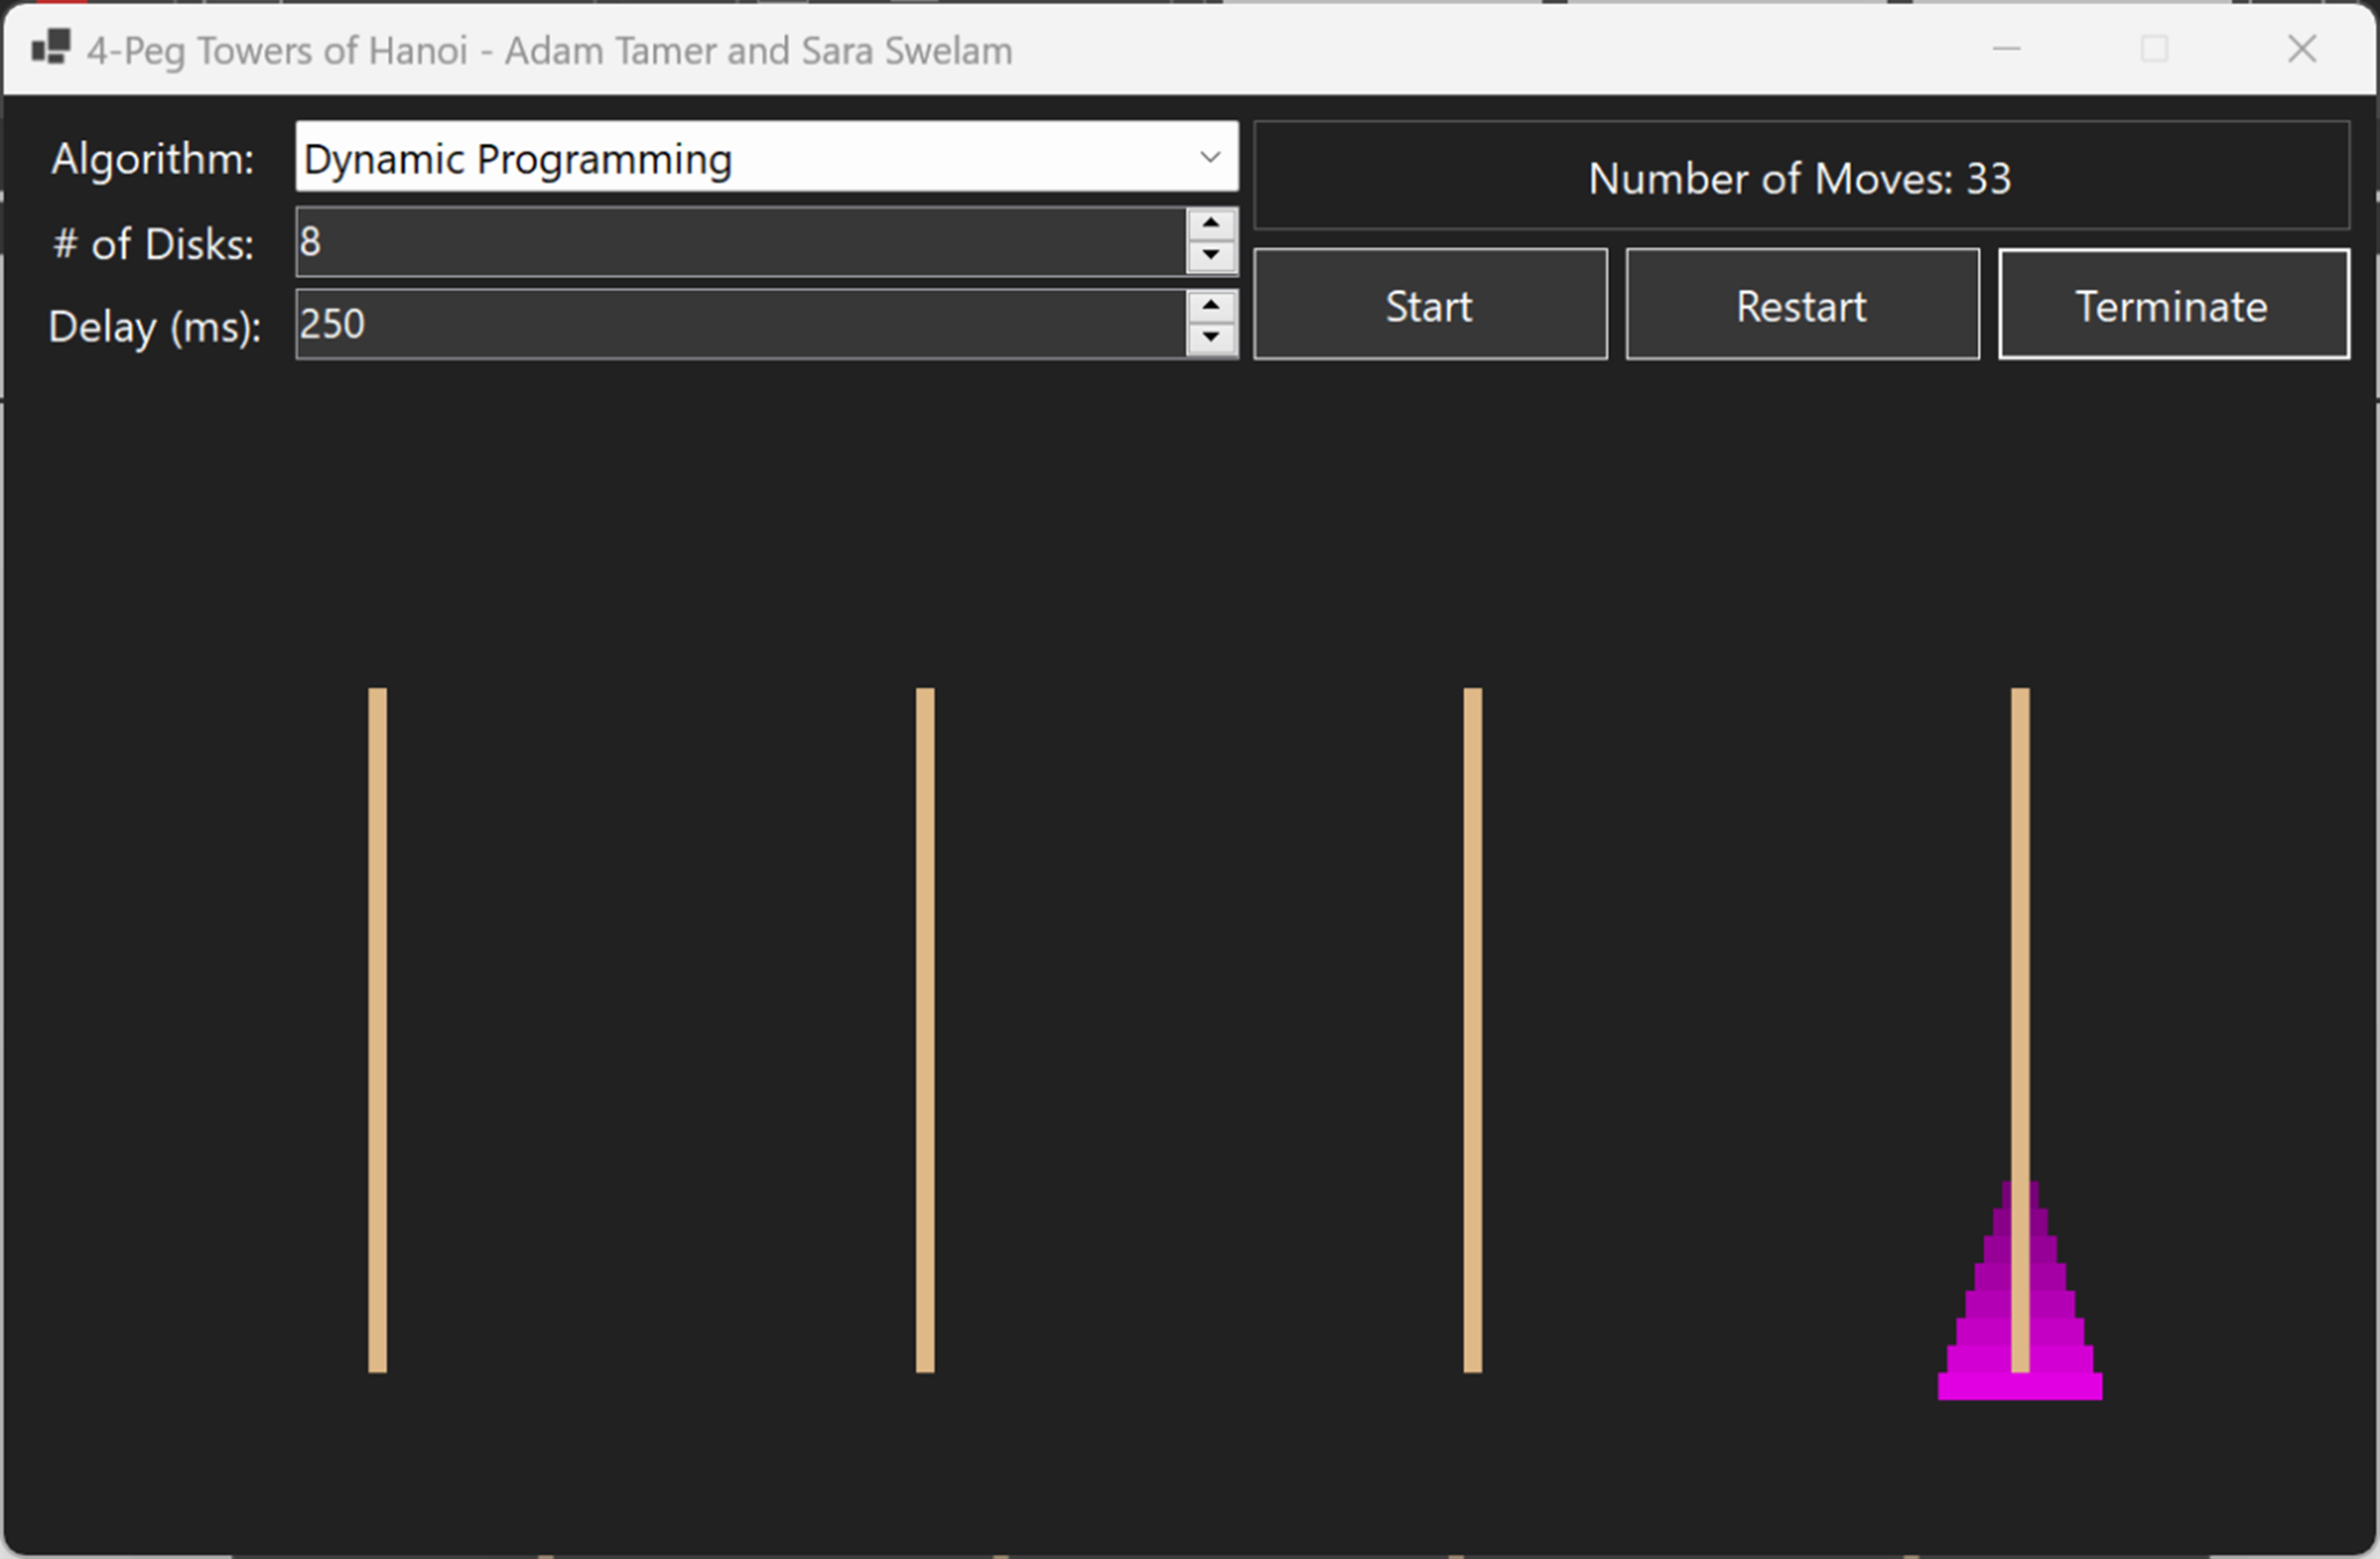 4-Peg Towers of Hanoi - Adam Tamer and Sara Swelam
Algorithm: Dynamic Programming
Number of Moves: 33
# of Disks: 8
Start Restart Terminate
Delay (ms): 250